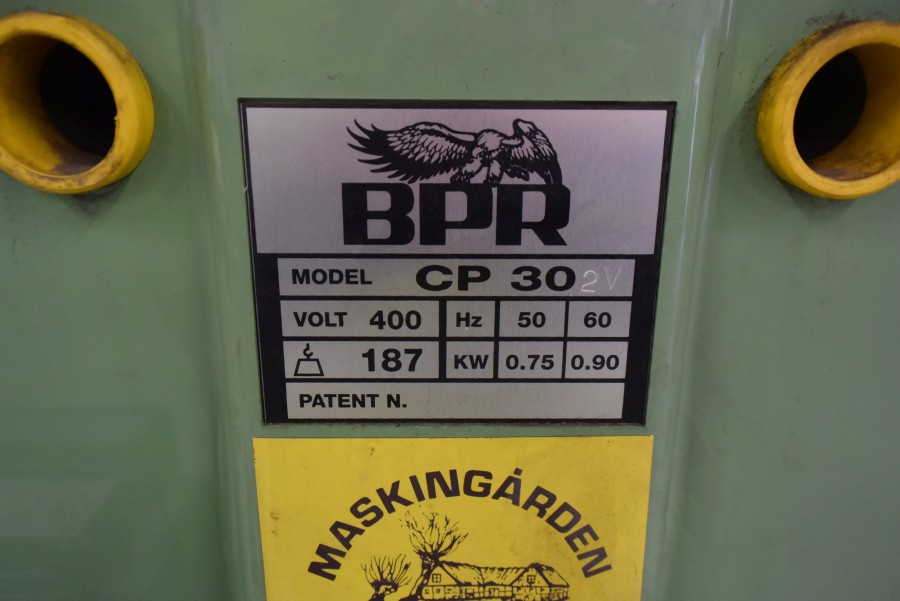 BPR
MODEL CP 30 2V
VOLT 400 Hz 50 60
187 KW 0.75 0.90
PATENT N.
MASKINGÅRDEN